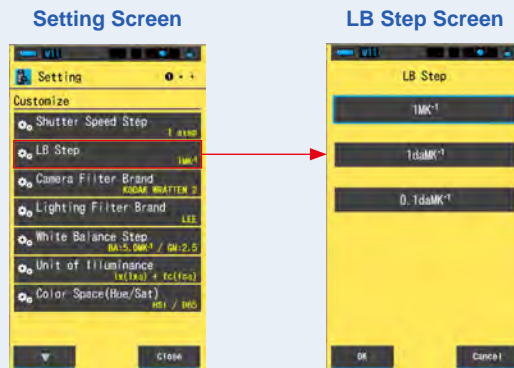 Setting Screen
LB Step Screen
Setting
Customize
Shutter Speed Step
1 step
LB Step
1MK⁻¹
Camera Filter Brand
KODAK WRATTEN 2
Lighting Filter Brand
LEE
White Balance Step
BA:5.0MK⁻¹ / GM:2.5
Unit of Illuminance
lx(lxs) + fc(fcs)
Color Space(Hue/Sat)
HSI / D65
▼
Close
LB Step
1MK⁻¹
1daMK⁻¹
0.1daMK⁻¹
OK
Cancel